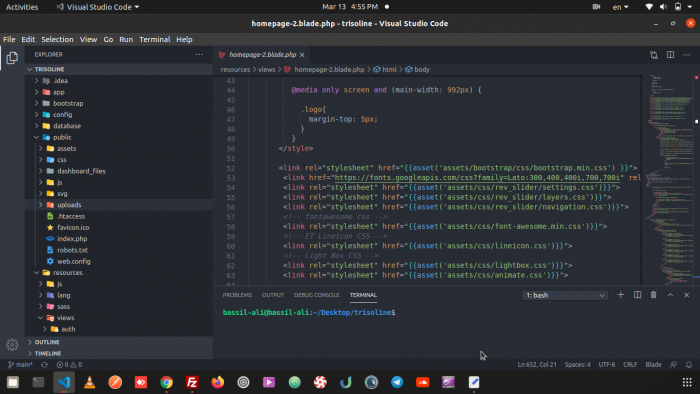 Activities
Visual Studio Code
Mar 13 4:55 PM
en
homepage-2.blade.php - trisoline - Visual Studio Code
File Edit Selection View Go Run Terminal Help
EXPLORER
TRISOLINE
.idea
app
bootstrap
config
database
public
assets
css
dashboard_files
js
svg
uploads
.htaccess
favicon.ico
index.php
robots.txt
web.config
resources
js
lang
sass
views
auth
OUTLINE
TIMELINE
homepage-2.blade.php
resources > views > homepage-2.blade.php > html > body
43
44 @media only screen and (main-width: 992px) {
45
46 .logo{
47 margin-top: 5px;
48 }
49 }
50 </style>
51
52 <link rel="stylesheet" href="{{asset('assets/bootstrap/css/bootstrap.min.css') }}">
53 <link href="https://fonts.googleapis.com/css?family=Lato:300,400,400i,700,700i" rel
54 <link rel="stylesheet" href="{{asset('assets/css/rev_slider/settings.css')}}">
55 <link rel="stylesheet" href="{{asset('assets/css/rev_slider/layers.css')}}">
56 <link rel="stylesheet" href="{{asset('assets/css/rev_slider/navigation.css')}}">
57 <!-- fontawesome css -->
58 <link rel="stylesheet" href="{{asset('assets/css/font-awesome.min.css')}}">
59 <!-- ET Lineicon CSS -->
60 <link rel="stylesheet" href="{{asset('assets/css/lineicon.css')}}">
61 <!-- Light Box CSS -->
62 <link rel="stylesheet" href="{{asset('assets/css/lightbox.css')}}">
63 <link rel="stylesheet" href="{{asset('assets/css/animate.css')}}">
64
PROBLEMS OUTPUT DEBUG CONSOLE TERMINAL
1: bash
bassil-ali@bassil-ali:~/Desktop/trisoline$
main* 0 0
Ln 652, Col 21 Spaces: 4 UTF-8 CRLF Blade